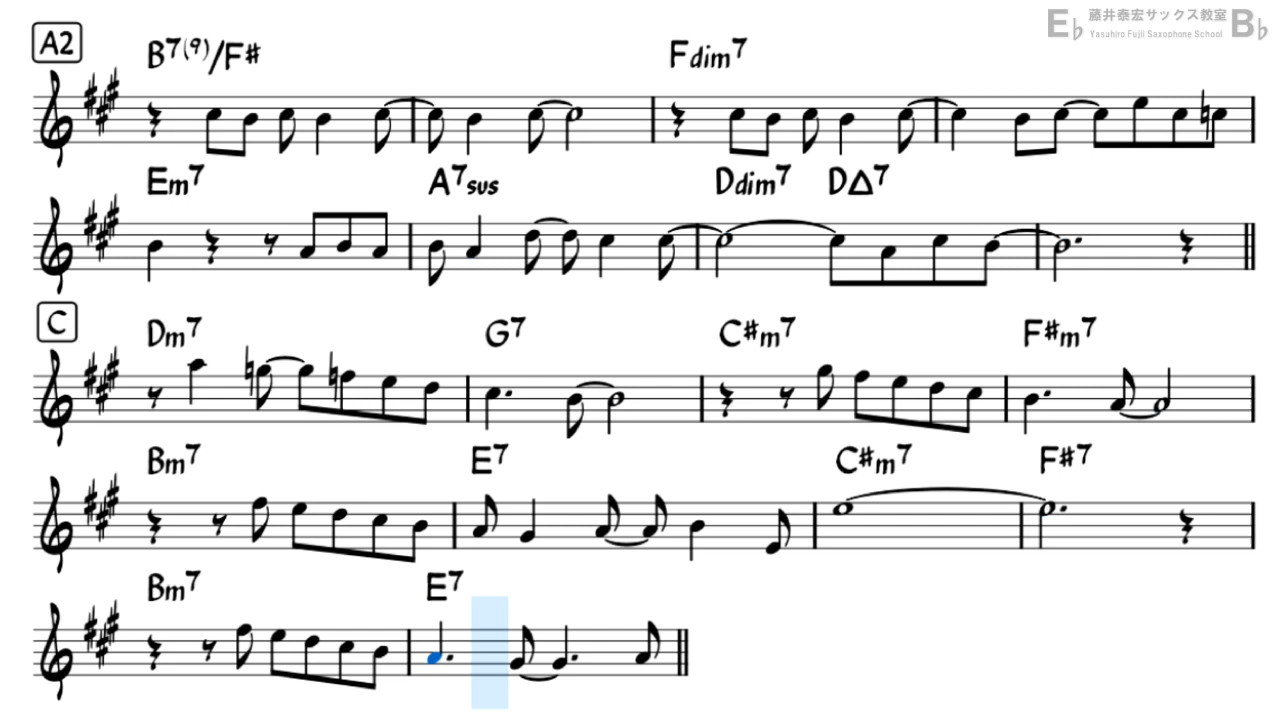 E♭ 藤井泰宏サックス教室 B♭
Yasuhiro Fujii Saxophone School
A2
B7(9)/F# Fdim7
Em7 A7sus Ddim7 D△7
C
Dm7 G7 C#m7 F#m7
Bm7 E7 C#m7 F#7
Bm7 E7